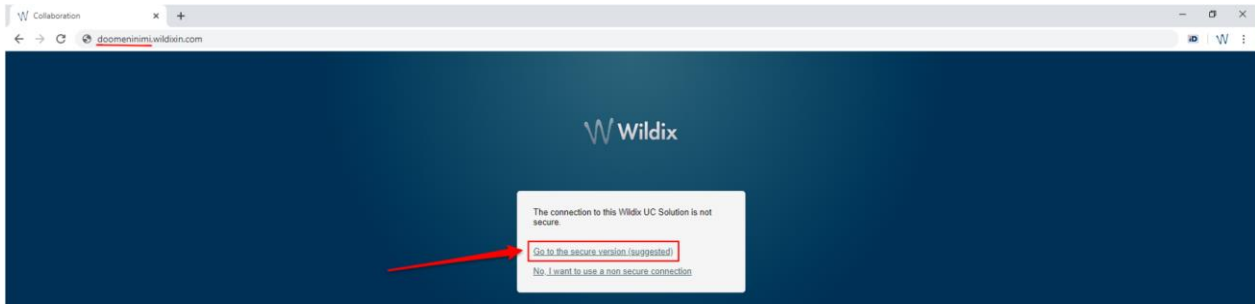 Collaboration
doomeninimi.wildixin.com
iD
Wildix
The connection to this Wildix UC Solution is not
secure.
Go to the secure version (suggested)
No, I want to use a non secure connection